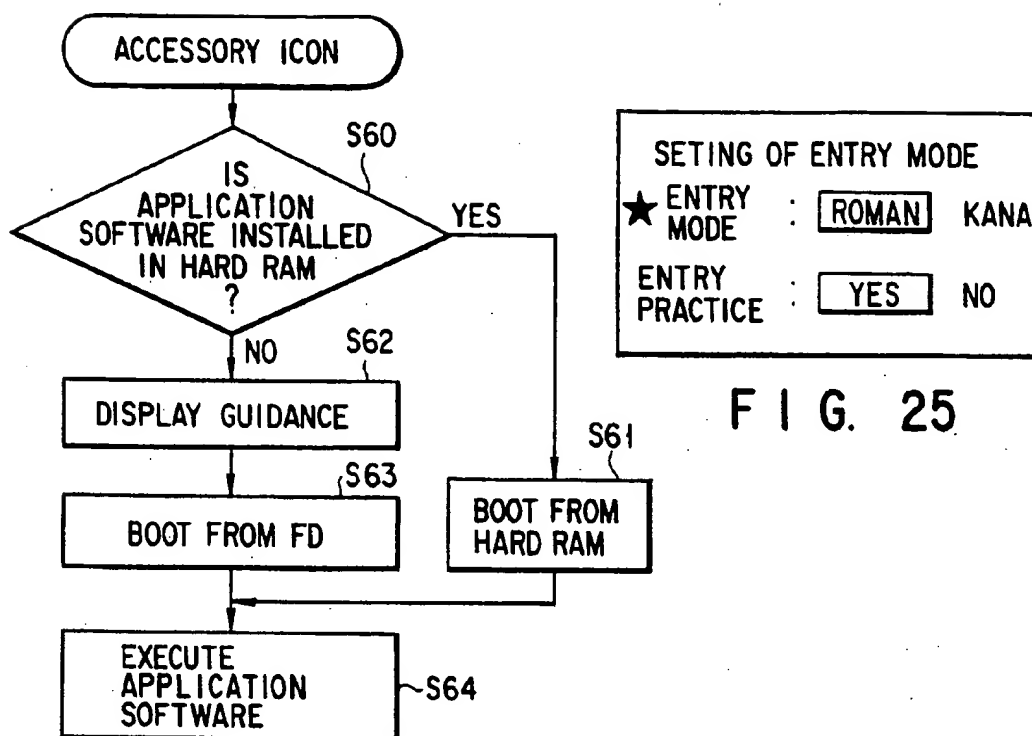 ACCESSORY ICON
S60
IS
APPLICATION
SOFTWARE INSTALLED
IN HARD RAM
?
YES
NO
S62
DISPLAY GUIDANCE
S63
BOOT FROM FD
S61
BOOT FROM
HARD RAM
EXECUTE
APPLICATION
SOFTWARE
S64
SETING OF ENTRY MODE
★ ENTRY
MODE : ROMAN KANA
ENTRY
PRACTICE : YES NO
FIG. 25